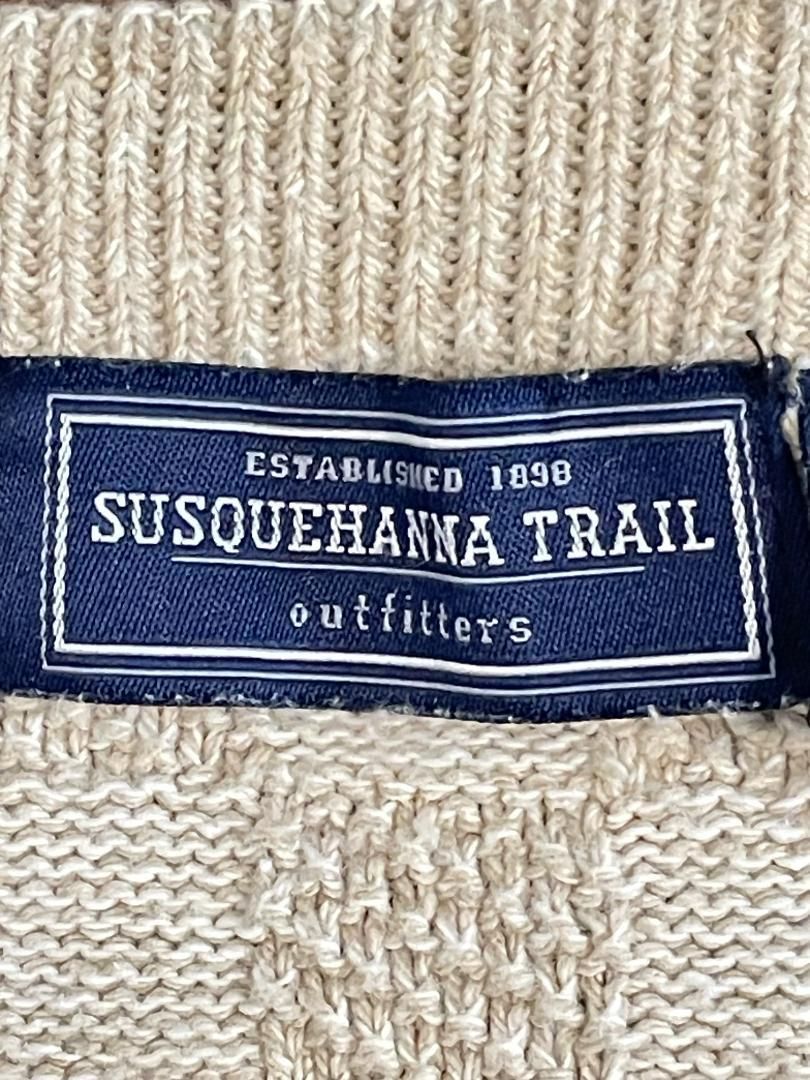 ESTABLISHED 1898
SUSQUEHANNA TRAIL
outfitters